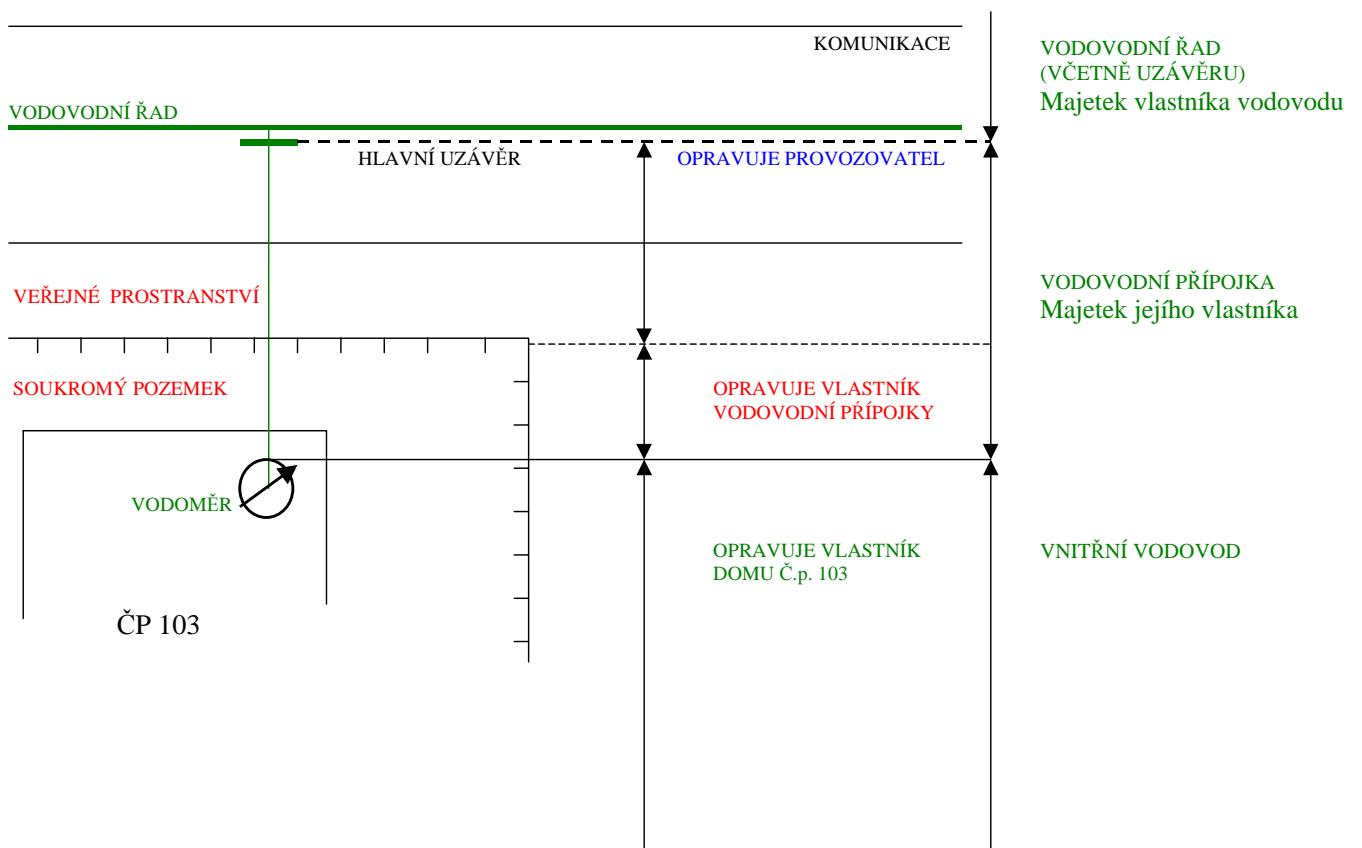 KOMUNIKACE
VODOVODNÍ ŘAD
(VČETNĚ UZÁVĚRU)
Majetek vlastníka vodovodu
VODOVODNÍ ŘAD
HLAVNÍ UZÁVĚR
OPRAVUJE PROVOZOVATEL
VEŘEJNÉ PROSTRANSTVÍ
VODOVODNÍ PŘÍPOJKA
Majetek jejího vlastníka
SOUKROMÝ POZEMEK
OPRAVUJE VLASTNÍK
VODOVODNÍ PŔÍPOJKY
VODOMĚR
OPRAVUJE VLASTNÍK
DOMU Č.p. 103
VNITŘNÍ VODOVOD
ČP 103